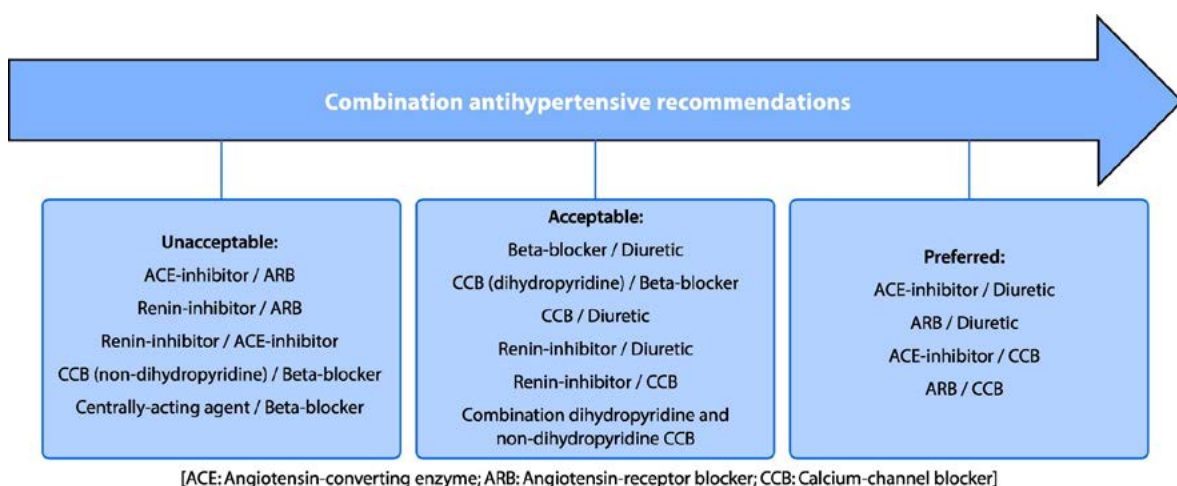 Combination antihypertensive recommendations
Unacceptable:
ACE-inhibitor / ARB
Renin-inhibitor / ARB
Renin-inhibitor / ACE-inhibitor
CCB (non-dihydropyridine) / Beta-blocker
Centrally-acting agent / Beta-blocker
Acceptable:
Beta-blocker / Diuretic
CCB (dihydropyridine) / Beta-blocker
CCB / Diuretic
Renin-inhibitor / Diuretic
Renin-inhibitor / CCB
Combination dihydropyridine and
non-dihydropyridine CCB
Preferred:
ACE-inhibitor / Diuretic
ARB / Diuretic
ACE-inhibitor / CCB
ARB / CCB
[ACE: Angiotensin-converting enzyme; ARB: Angiotensin-receptor blocker; CCB: Calcium-channel blocker]